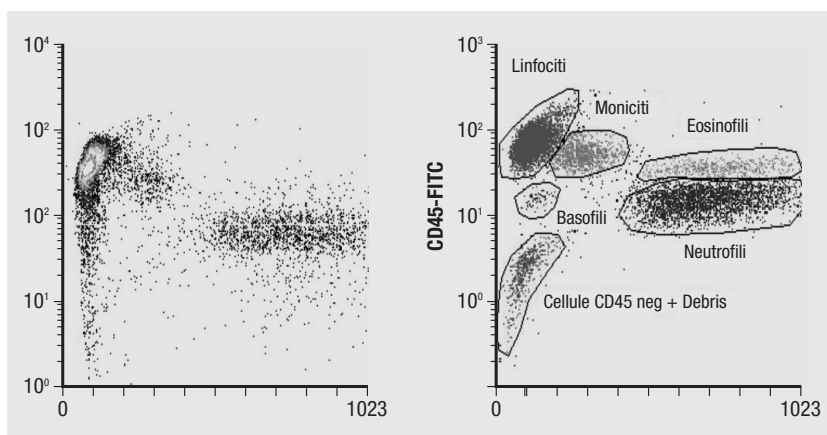 10⁴
10³
10²
10¹
10⁰
0
1023
CD45-FITC
10³
10²
10¹
10⁰
0
1023
Linfociti
Moniciti
Eosinofili
Basofili
Neutrofili
Cellule CD45 neg + Debris